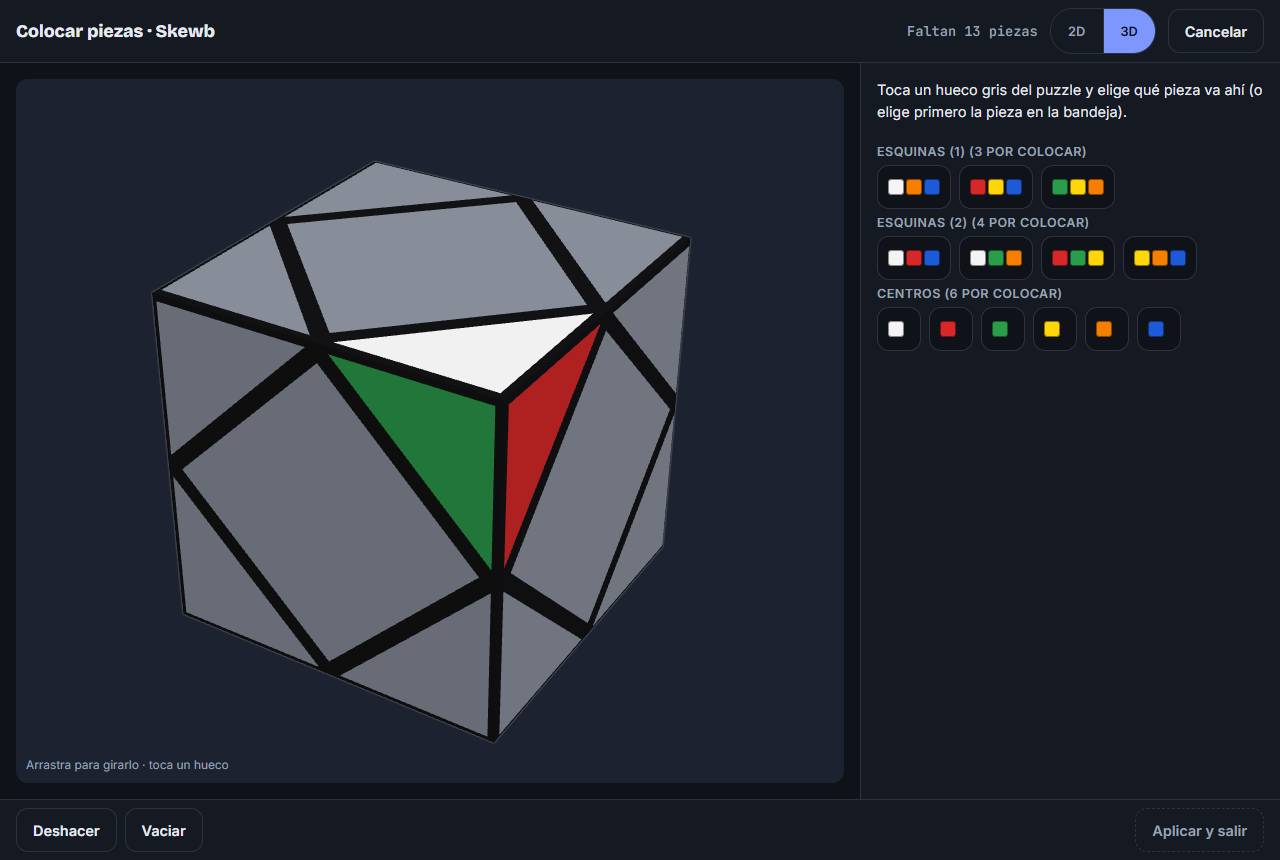 Colocar piezas · Skewb
Faltan 13 piezas
2D
3D
Cancelar
Toca un hueco gris del puzzle y elige qué pieza va ahí (o
elige primero la pieza en la bandeja).
ESQUINAS (1) (3 POR COLOCAR)
ESQUINAS (2) (4 POR COLOCAR)
CENTROS (6 POR COLOCAR)
Arrastra para girarlo · toca un hueco
Deshacer
Vaciar
Aplicar y salir